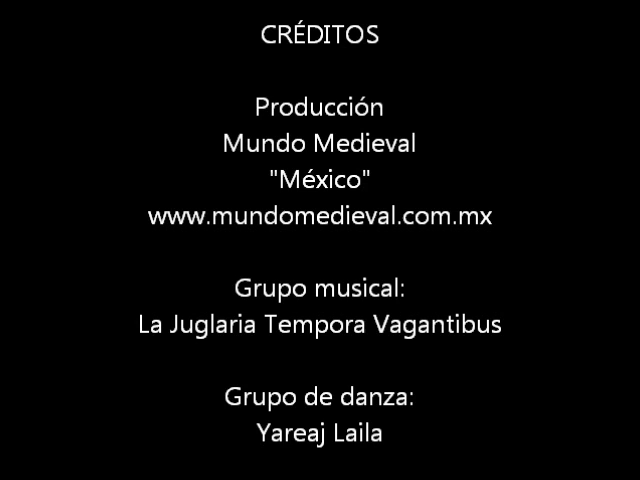 CRÉDITOS
Producción
Mundo Medieval
"México"
www.mundomedieval.com.mx
Grupo musical:
La Juglaria Tempora Vagantibus
Grupo de danza:
Yareaj Laila